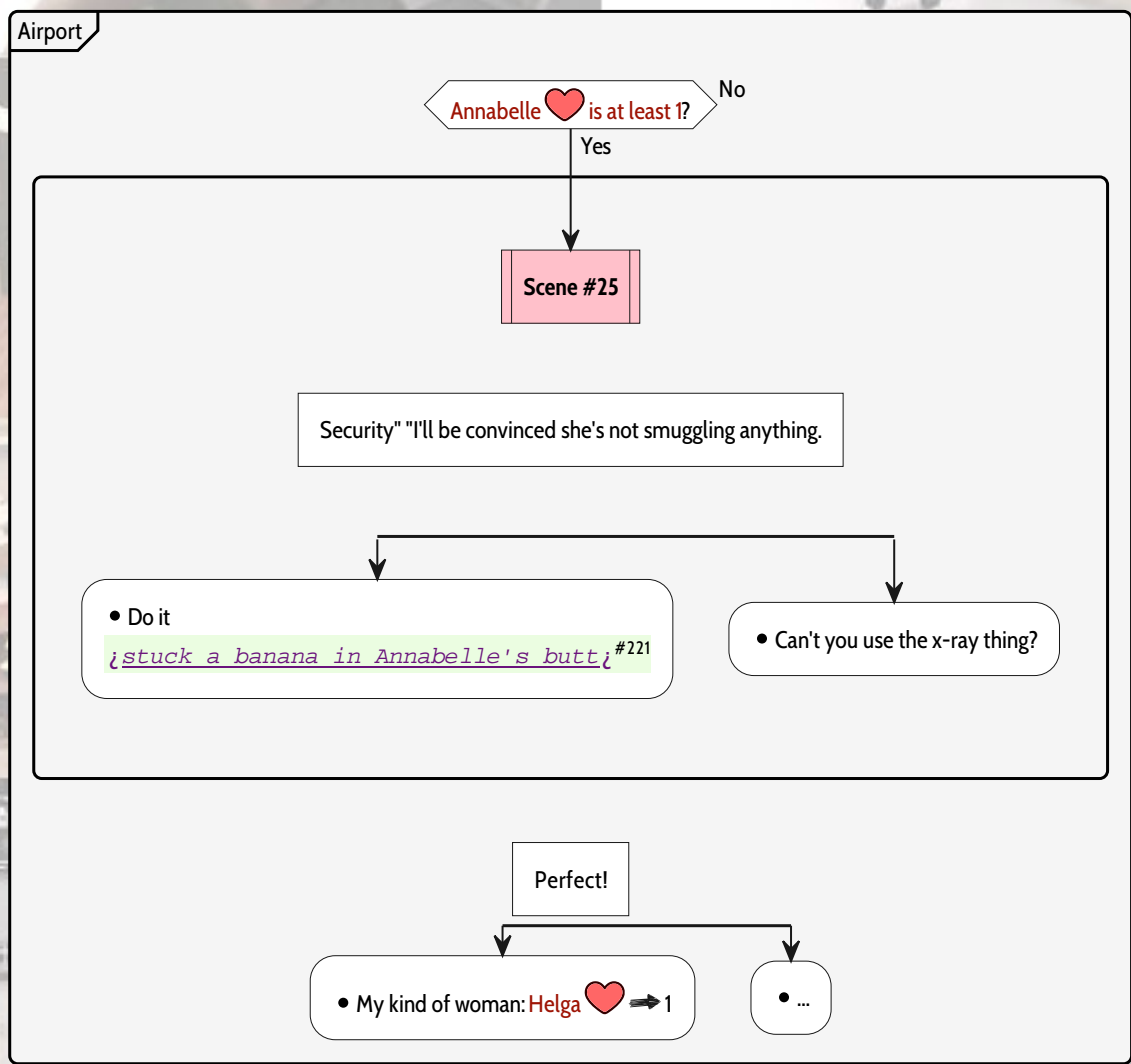 Airport
Annabelle is at least 1?
No
Yes
Scene #25
Security" "I'll be convinced she's not smuggling anything.
• Do it
¿stuck a banana in Annabelle's butt¿#221
• Can't you use the x-ray thing?
Perfect!
• My kind of woman: Helga 1
• ...